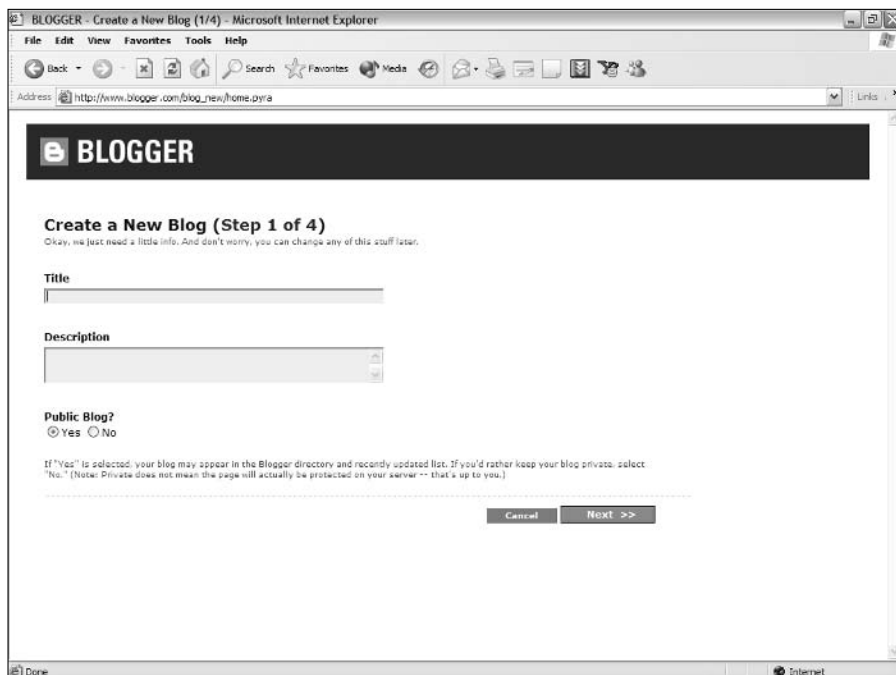 BLOGGER - Create a New Blog (1/4) - Microsoft Internet Explorer
File Edit View Favorites Tools Help
Back Search Favorites Media
Address http://www.blogger.com/blog_new/home.pyra Links
BLOGGER
Create a New Blog (Step 1 of 4)
Okay, we just need a little info. And don't worry, you can change any of this stuff later.
Title
Description
Public Blog?
Yes No
If "Yes" is selected, your blog may appear in the Blogger directory and recently updated list. If you'd rather keep your blog private, select
"No." (Note: Private does not mean the page will actually be protected on your server -- that's up to you.)
Cancel Next >>
Done Internet